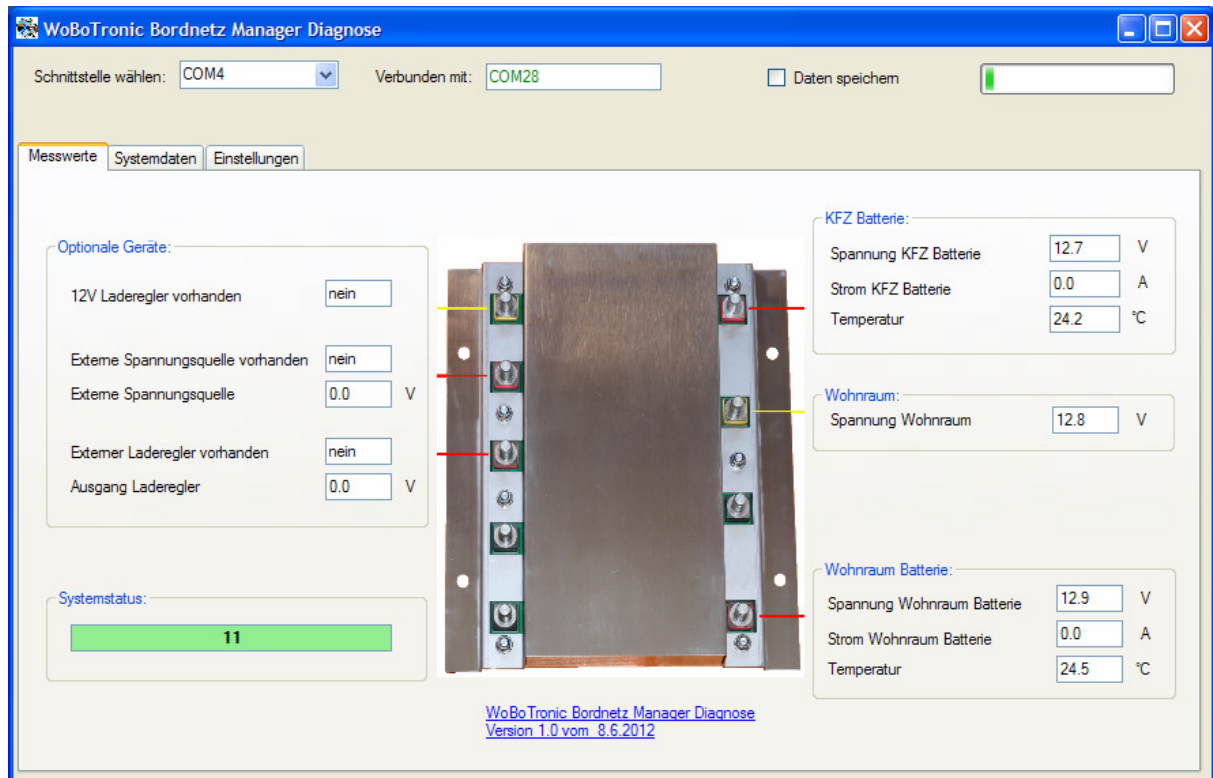 WoBoTronic Bordnetz Manager Diagnose
Schnittstelle wählen: COM4 Verbunden mit: COM28 Daten speichern
Messwerte Systemdaten Einstellungen
Optionale Geräte:
12V Laderegler vorhanden nein
Externe Spannungsquelle vorhanden nein
Externe Spannungsquelle 0.0 V
Externer Laderegler vorhanden nein
Ausgang Laderegler 0.0 V
Systemstatus:
11
KFZ Batterie:
Spannung KFZ Batterie 12.7 V
Strom KFZ Batterie 0.0 A
Temperatur 24.2 °C
Wohnraum:
Spannung Wohnraum 12.8 V
Wohnraum Batterie:
Spannung Wohnraum Batterie 12.9 V
Strom Wohnraum Batterie 0.0 A
Temperatur 24.5 °C
WoBoTronic Bordnetz Manager Diagnose
Version 1.0 vom 8.6.2012